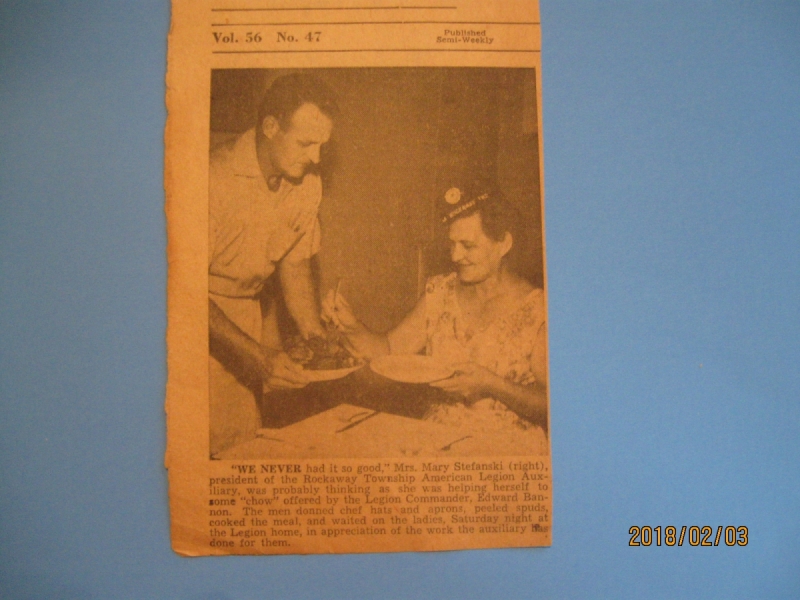 Vol. 56 No. 47
Published
Semi-Weekly
"WE NEVER had it so good," Mrs. Mary Stefanski (right),
president of the Rockaway Township American Legion Aux-
iliary, was probably thinking as she was helping herself to
some "chow" offered by the Legion Commander, Edward Ban-
non. The men donned chef hats and aprons, peeled spuds,
cooked the meal, and waited on the ladies, Saturday night at
the Legion home, in appreciation of the work the auxiliary has
done for them.
2018/02/03